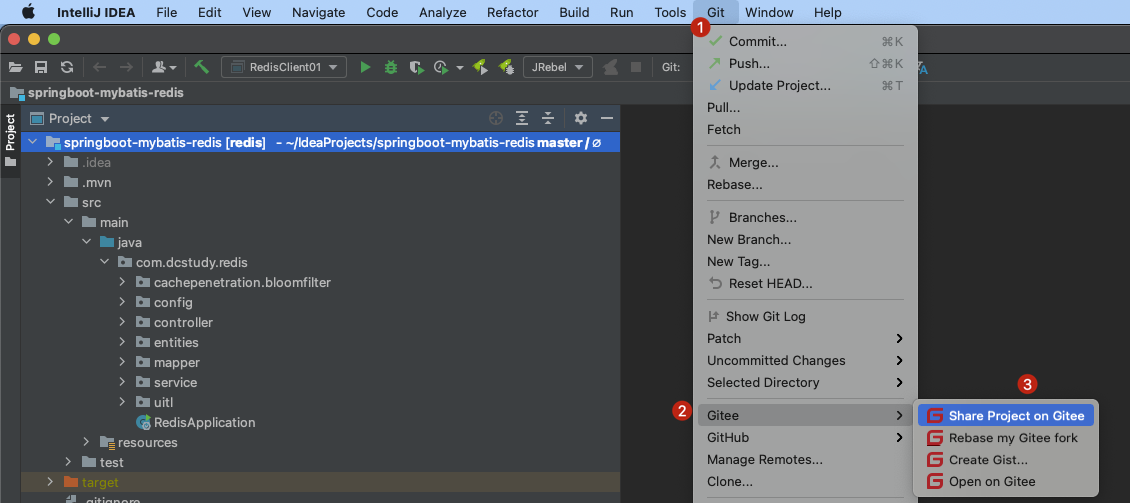 IntelliJ IDEA File Edit View Navigate Code Analyze Refactor Build Run Tools Git Window Help
1
RedisClient01
JRebel
Git:
springboot-mybatis-redis
Project
Project
springboot-mybatis-redis [redis] - ~/IdeaProjects/springboot-mybatis-redis master / ∅
.idea
.mvn
src
main
java
com.dcstudy.redis
cachepenetration.bloomfilter
config
controller
entities
mapper
service
uitl
RedisApplication
resources
test
target
.gitignore
Commit... ⌘K
Push... ⇧⌘K
Update Project... ⌘T
Pull...
Fetch
Merge...
Rebase...
Branches...
New Branch...
New Tag...
Reset HEAD...
Show Git Log
Patch
Uncommitted Changes
Selected Directory
2
Gitee
GitHub
Manage Remotes...
Clone...
3
Share Project on Gitee
Rebase my Gitee fork
Create Gist...
Open on Gitee